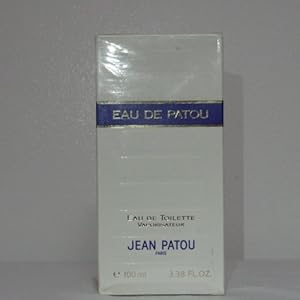 EAU DE PATOU
EAU DE TOILETTE
VAPORISATEUR
JEAN PATOU
PARIS
e 100 ml 3.38 FL.OZ.